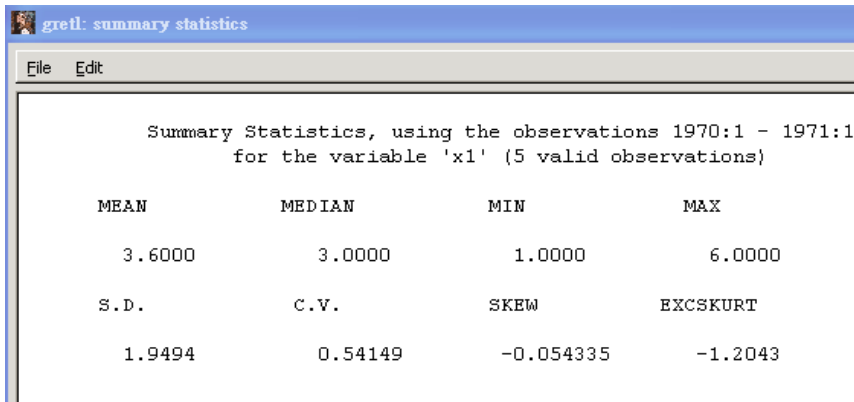 gretl: summary statistics
File Edit
Summary Statistics, using the observations 1970:1 - 1971:1
for the variable 'x1' (5 valid observations)
MEAN MEDIAN MIN MAX
3.6000 3.0000 1.0000 6.0000
S.D. C.V. SKEW EXCSKURT
1.9494 0.54149 -0.054335 -1.2043